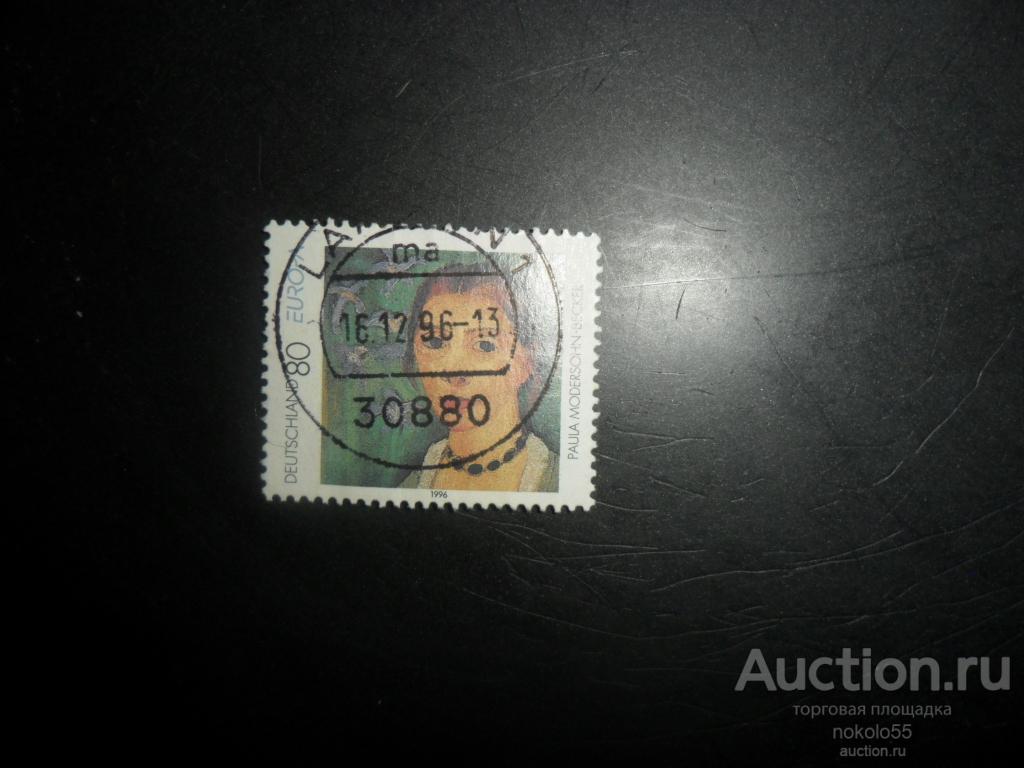 DEUTSCHLAND 80 EUROPA
ma
16.12.96-13
30880
1996
PAULA MODERSOHN-BECKER
Auction.ru
торговая площадка
nokolo55
auction.ru